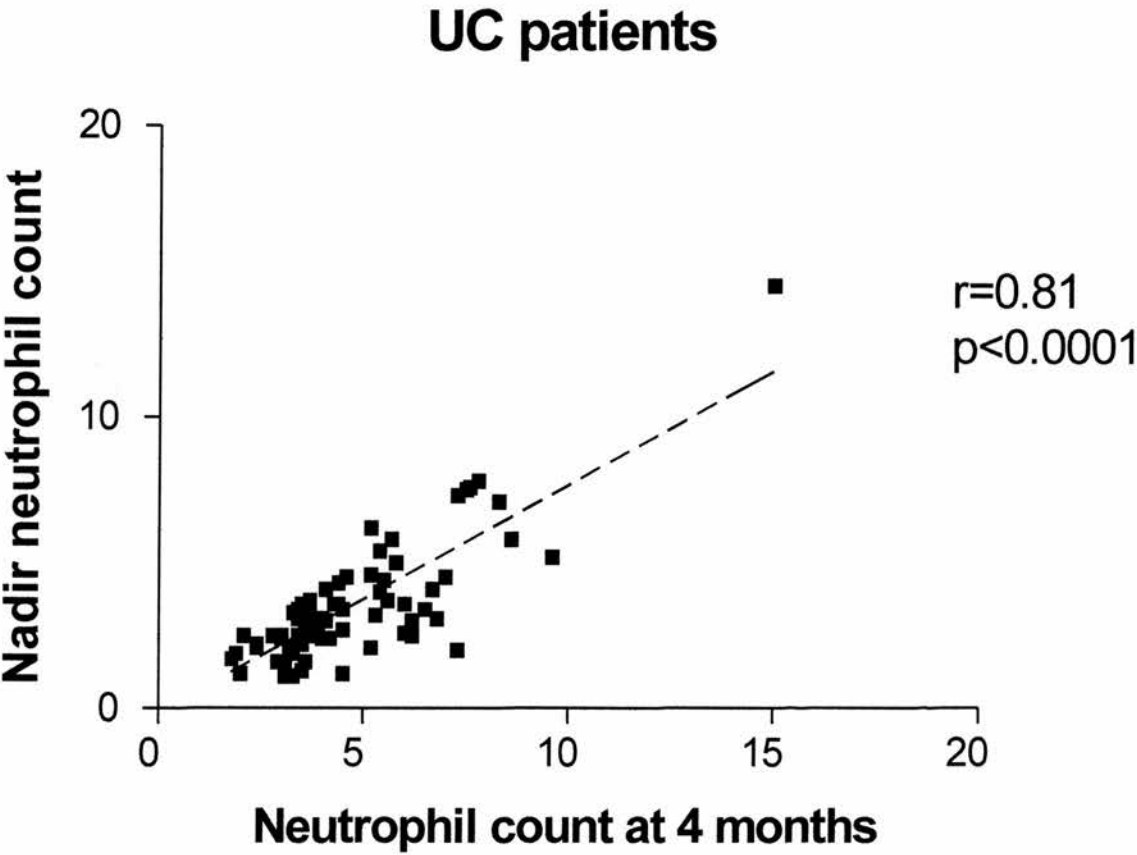 UC patients
Nadir neutrophil count
20
10
0
r=0.81
p<0.0001
0 5 10 15 20
Neutrophil count at 4 months